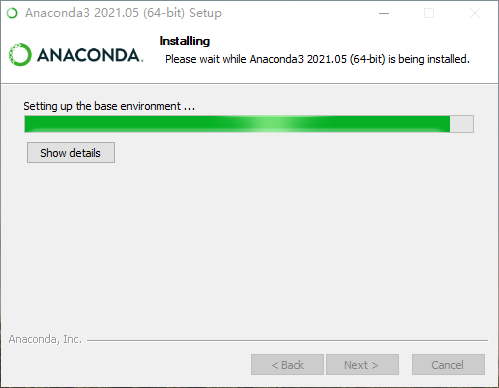 Anaconda3 2021.05 (64-bit) Setup
ANACONDA.
Installing
Please wait while Anaconda3 2021.05 (64-bit) is being installed.
Setting up the base environment ...
Show details
Anaconda, Inc.
< Back
Next >
Cancel